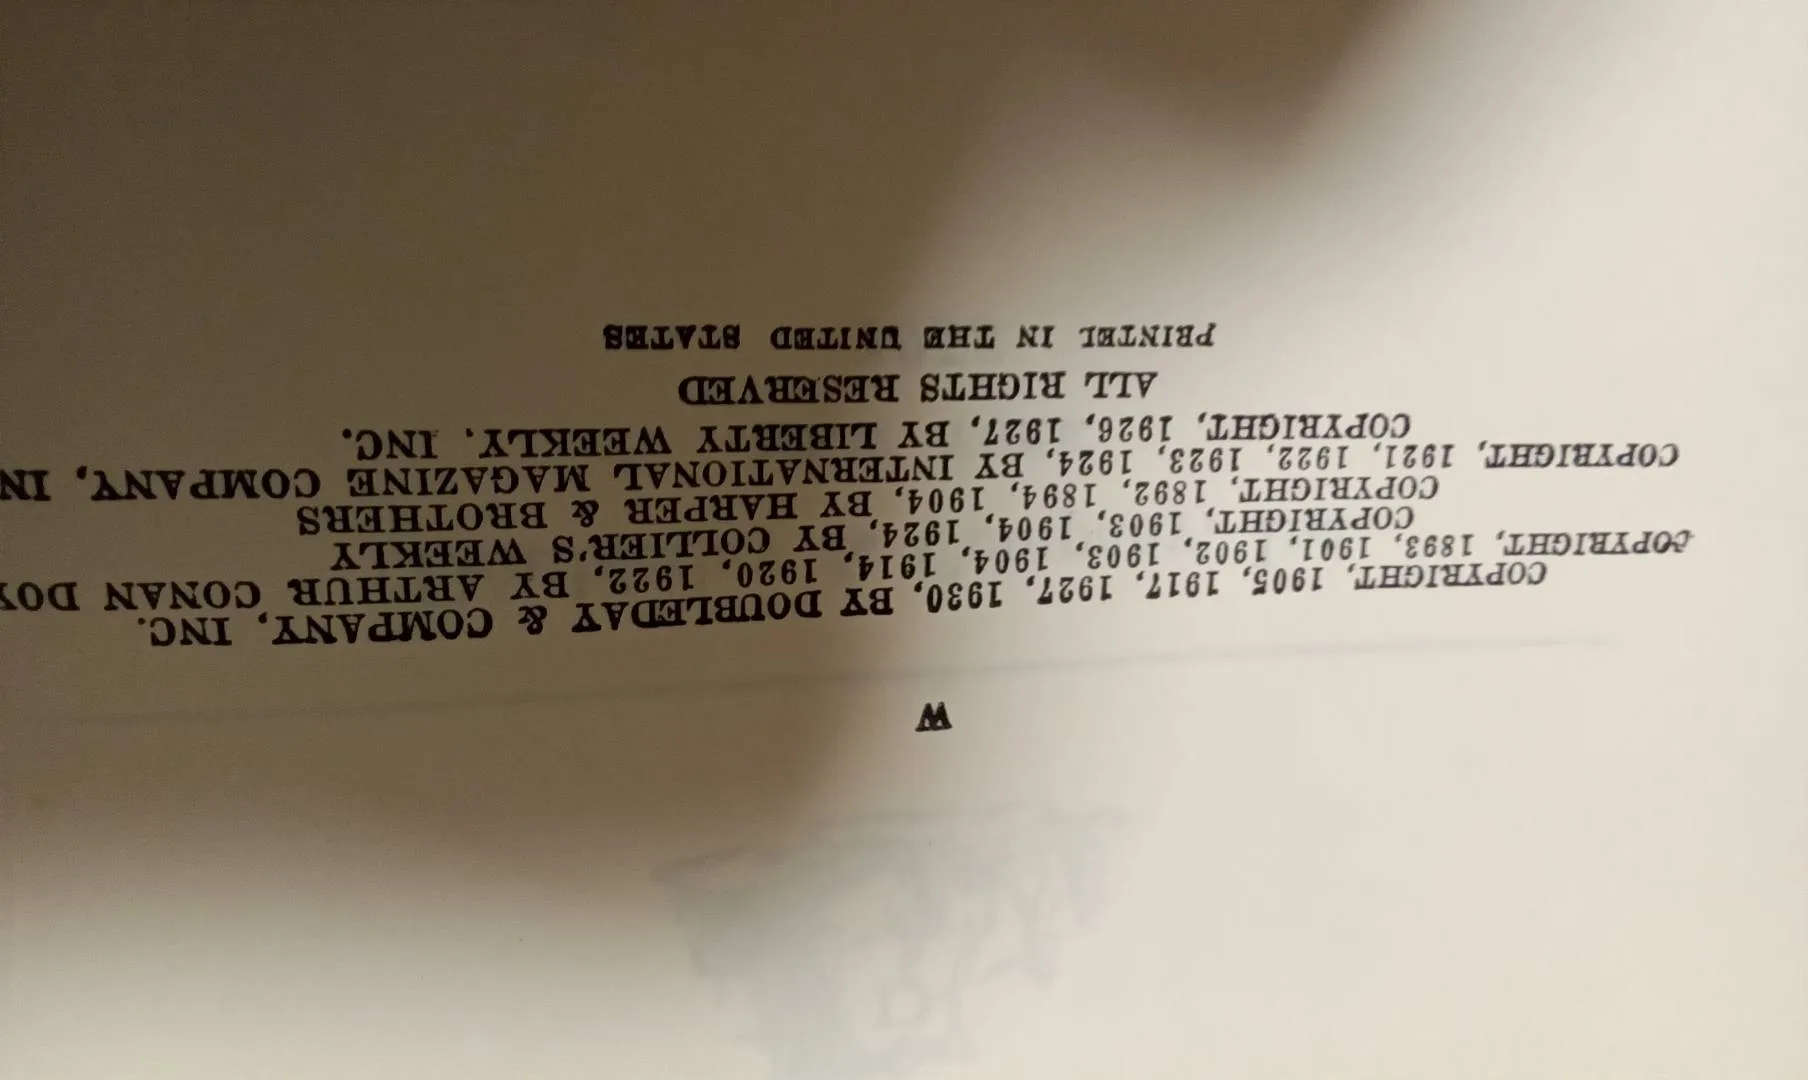 W
COPYRIGHT, 1905, 1917, 1927, 1930, BY DOUBLEDAY & COMPANY, INC.
COPYRIGHT, 1893, 1901, 1902, 1903, 1904, 1914, 1920, 1922, BY ARTHUR CONAN DOY
COPYRIGHT, 1903, 1904, 1924, BY COLLIER'S WEEKLY
COPYRIGHT, 1892, 1894, 1904, BY HARPER & BROTHERS
COPYRIGHT, 1921, 1922, 1923, 1924, BY INTERNATIONAL MAGAZINE COMPANY, IN
COPYRIGHT, 1926, 1927, BY LIBERTY WEEKLY, INC.
ALL RIGHTS RESERVED
PRINTED IN THE UNITED STATES